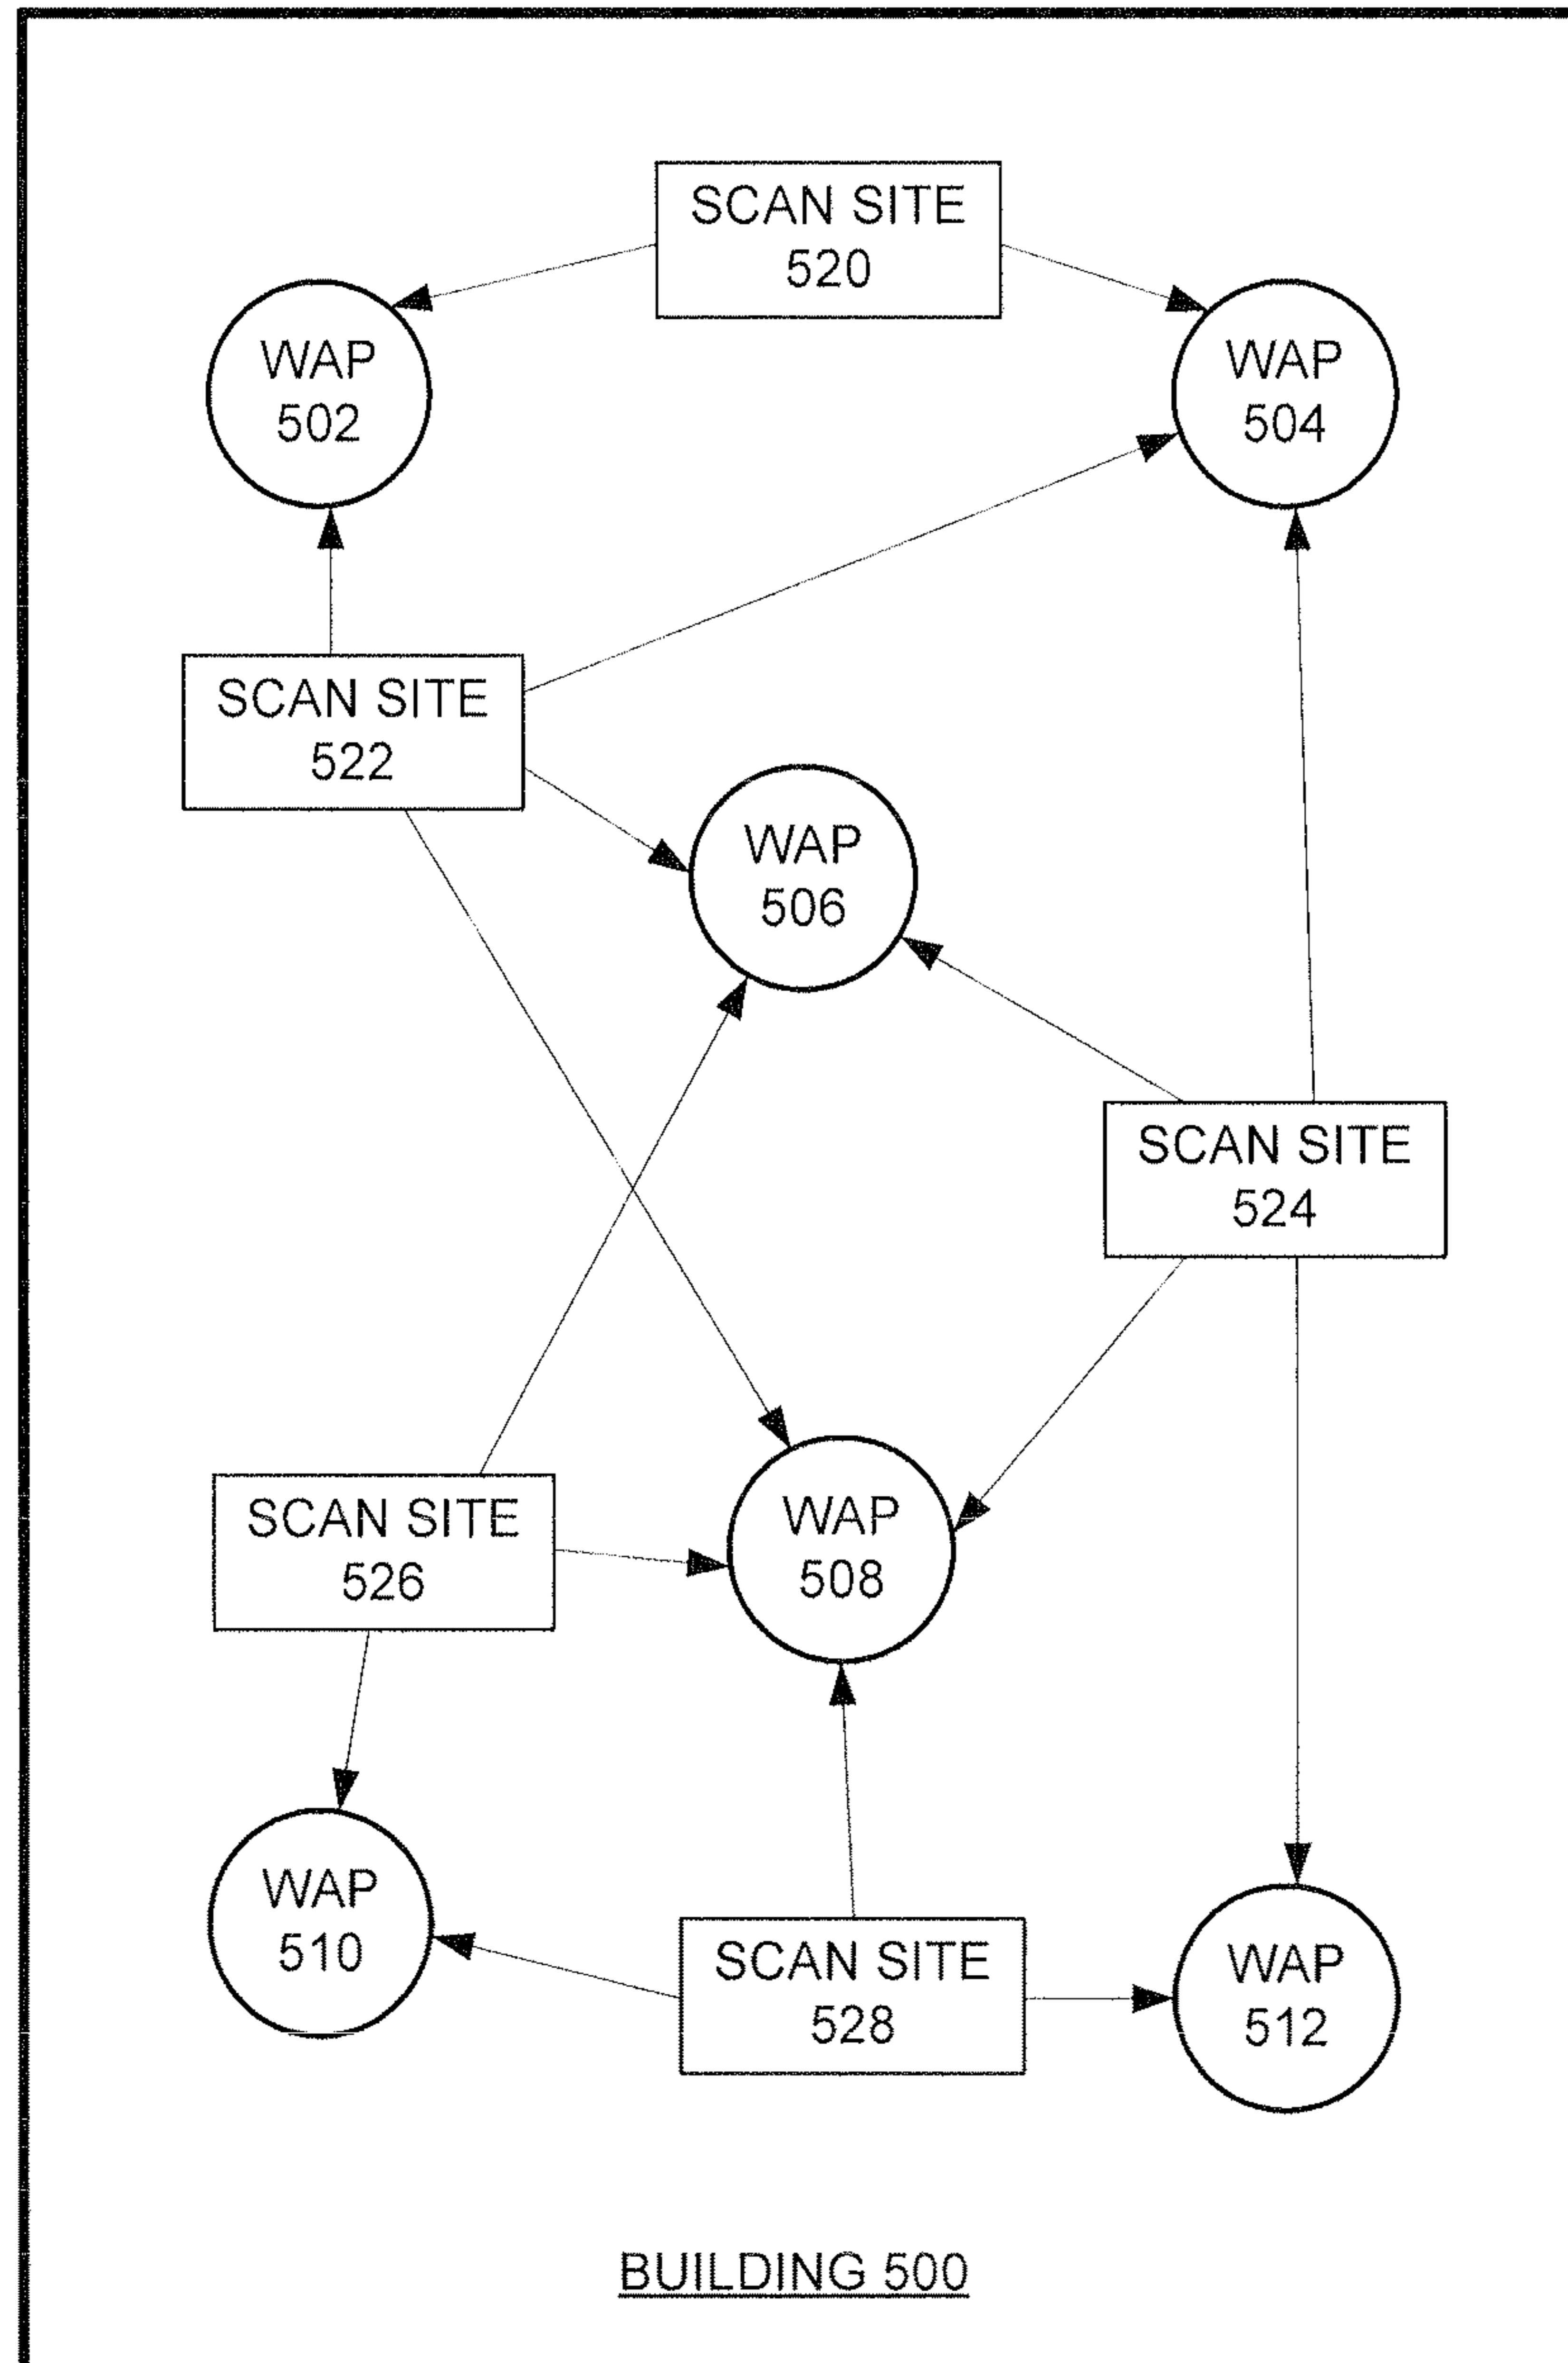 SCAN SITE
520
WAP
502
WAP
504
SCAN SITE
522
WAP
506
SCAN SITE
524
SCAN SITE
526
WAP
508
WAP
510
SCAN SITE
528
WAP
512
BUILDING 500